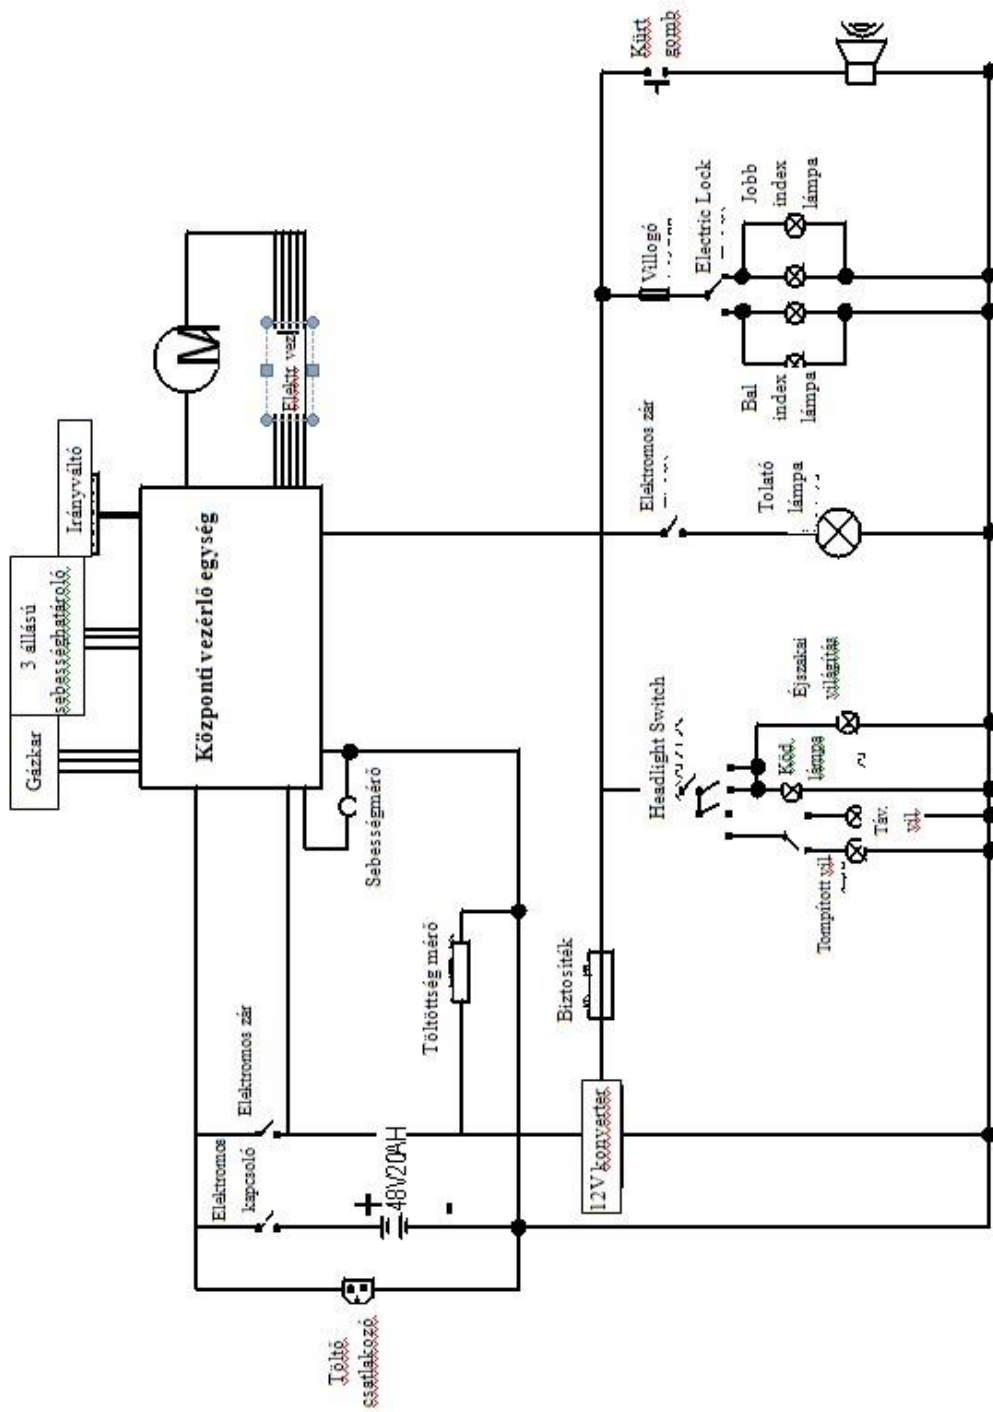 Töltő
csatlakozó
Elektromos
kapcsoló
Elektromos zár
+
48V20AH
-
Gázkar
3 állású
sebességhatároló
Irányváltó
Központi vezérlő egység
M
Elektr vez
Sebességmérő
Töltöttség mérő
12V konverter
Biztosíték
Headlight Switch
Tompított vil
Táv.
vil.
Köd.
lámpa
Éjszakai
világítás
Elektromos zár
Tolató
lámpa
Villogó
Electric Lock
Bal
index
lámpa
Jobb
index
lámpa
Kürt
gomb